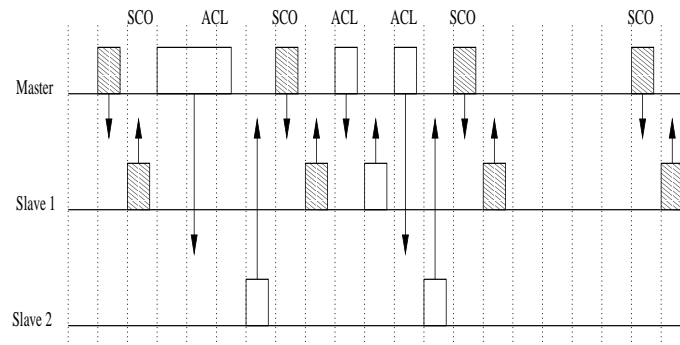 SCO ACL SCO ACL ACL SCO SCO
Master
Slave 1
Slave 2